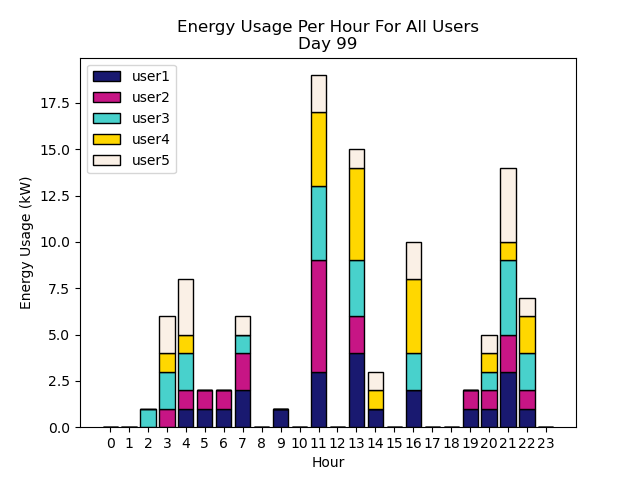 Energy Usage Per Hour For All Users
Day 99
user1
user2
user3
user4
user5
17.5
15.0
12.5
10.0
7.5
5.0
2.5
0.0
Energy Usage (kW)
0 1 2 3 4 5 6 7 8 9 10 11 12 13 14 15 16 17 18 19 20 21 22 23
Hour